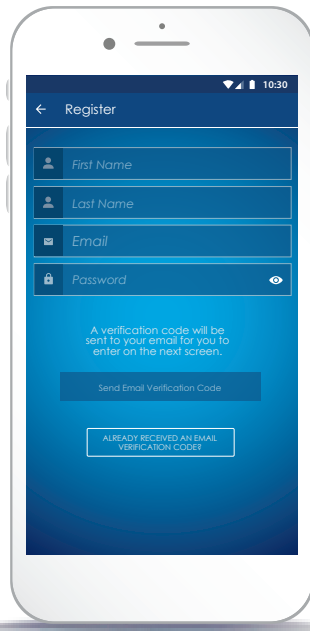 10:30
Register
First Name
Last Name
Email
Password
A verification code will be
sent to your email for you to
enter on the next screen.
Send Email Verification Code
ALREADY RECEIVED AN EMAIL
VERIFICATION CODE?